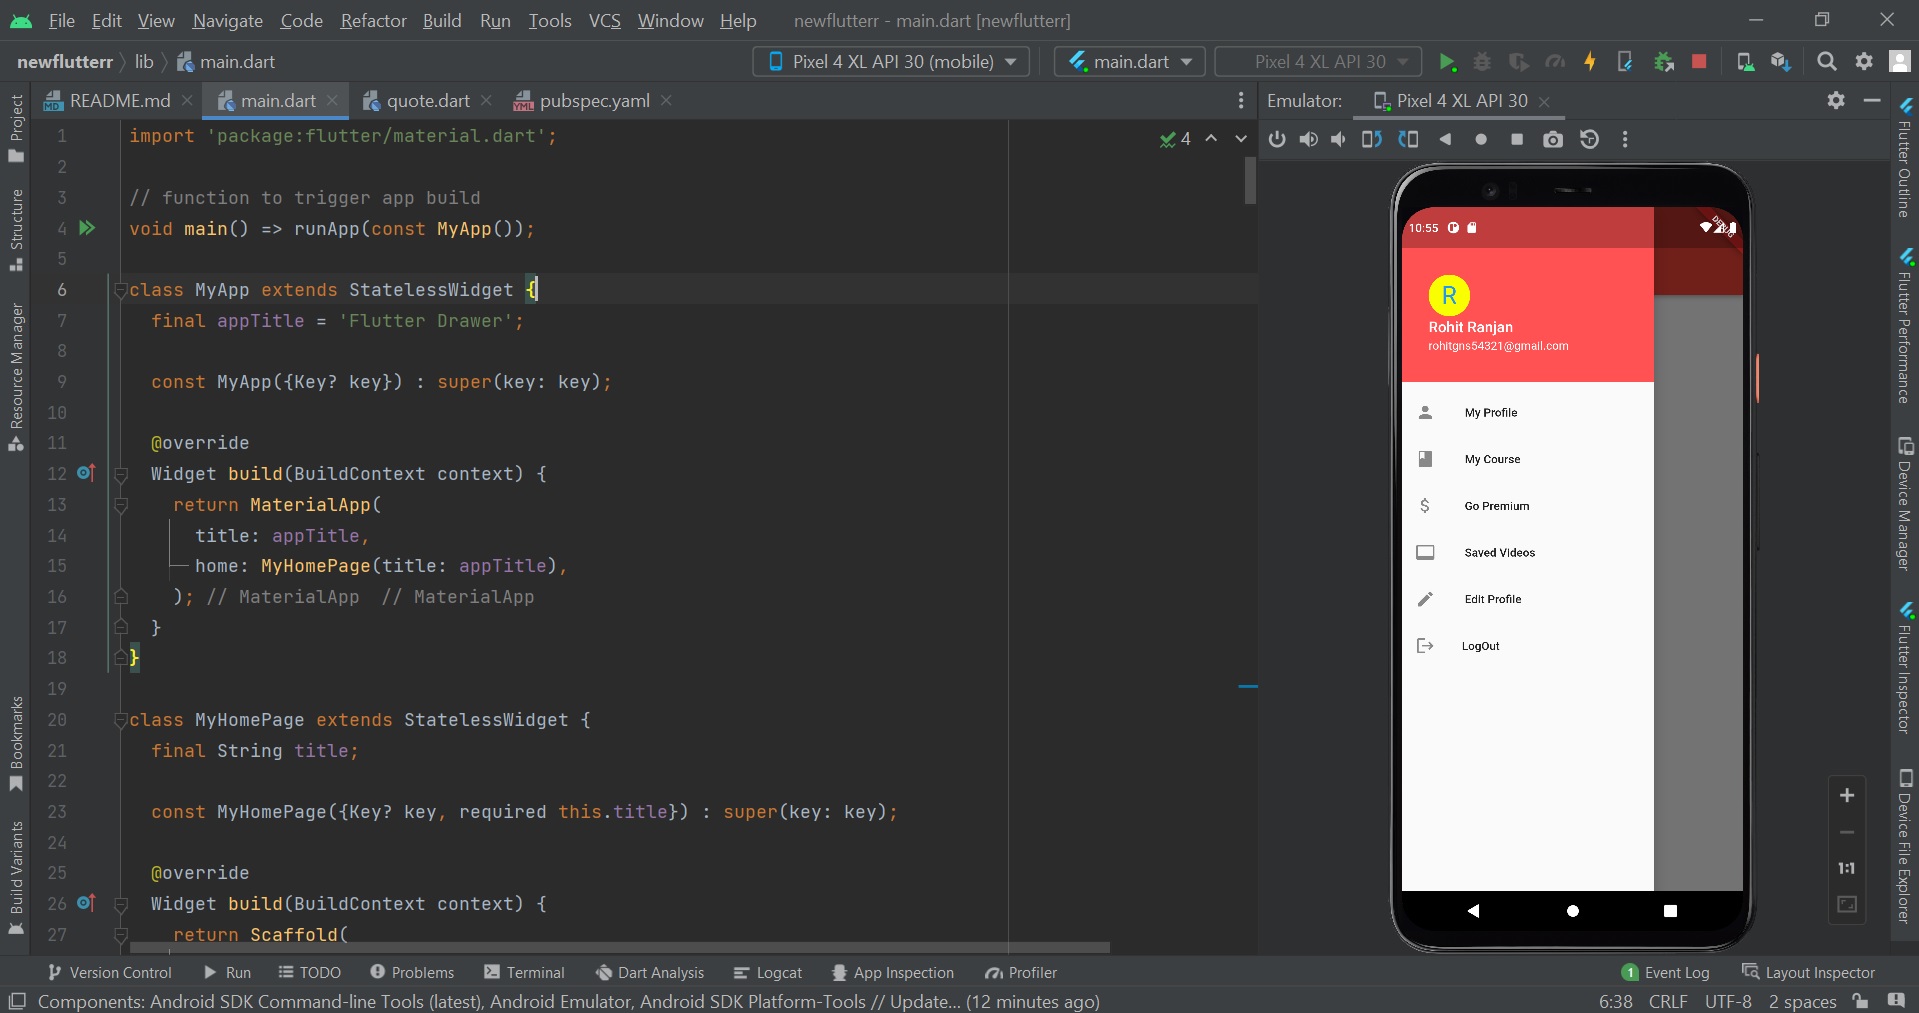 File Edit View Navigate Code Refactor Build Run Tools VCS Window Help newflutterr - main.dart [newflutterr]
newflutterr lib main.dart Pixel 4 XL API 30 (mobile) main.dart Pixel 4 XL API 30
README.md main.dart quote.dart pubspec.yaml Emulator: Pixel 4 XL API 30
Project
Structure
Resource Manager
Bookmarks
Build Variants
4
1 import 'package:flutter/material.dart';
2
3 // function to trigger app build
4 void main() => runApp(const MyApp());
5
6 class MyApp extends StatelessWidget {
7 final appTitle = 'Flutter Drawer';
8
9 const MyApp({Key? key}) : super(key: key);
10
11 @override
12 Widget build(BuildContext context) {
13 return MaterialApp(
14 title: appTitle,
15 home: MyHomePage(title: appTitle),
16 ); // MaterialApp // MaterialApp
17 }
18 }
19
20 class MyHomePage extends StatelessWidget {
21 final String title;
22
23 const MyHomePage({Key? key, required this.title}) : super(key: key);
24
25 @override
26 Widget build(BuildContext context) {
27 return Scaffold(
10:55
DEBUG
R
Rohit Ranjan
rohitgns54321@gmail.com
My Profile
My Course
Go Premium
Saved Videos
Edit Profile
LogOut
1:1
Flutter Outline
Flutter Performance
Device Manager
Flutter Inspector
Device File Explorer
Version Control Run TODO Problems Terminal Dart Analysis Logcat App Inspection Profiler 1 Event Log Layout Inspector
Components: Android SDK Command-line Tools (latest), Android Emulator, Android SDK Platform-Tools // Update... (12 minutes ago) 6:38 CRLF UTF-8 2 spaces